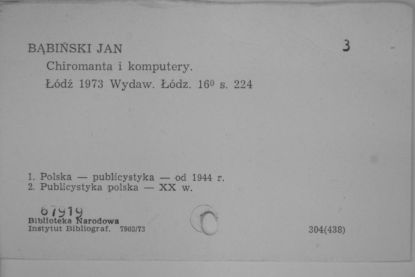 3
BĄBIŃSKI JAN
Chiromanta i komputery.
Łódź 1973 Wydaw. Łódz. 16⁰ s. 224
1. Polska — publicystyka — od 1944 r.
2. Publicystyka polska — XX w.
67919
Biblioteka Narodowa
Instytut Bibliograf. 7902/73
C
304(438)